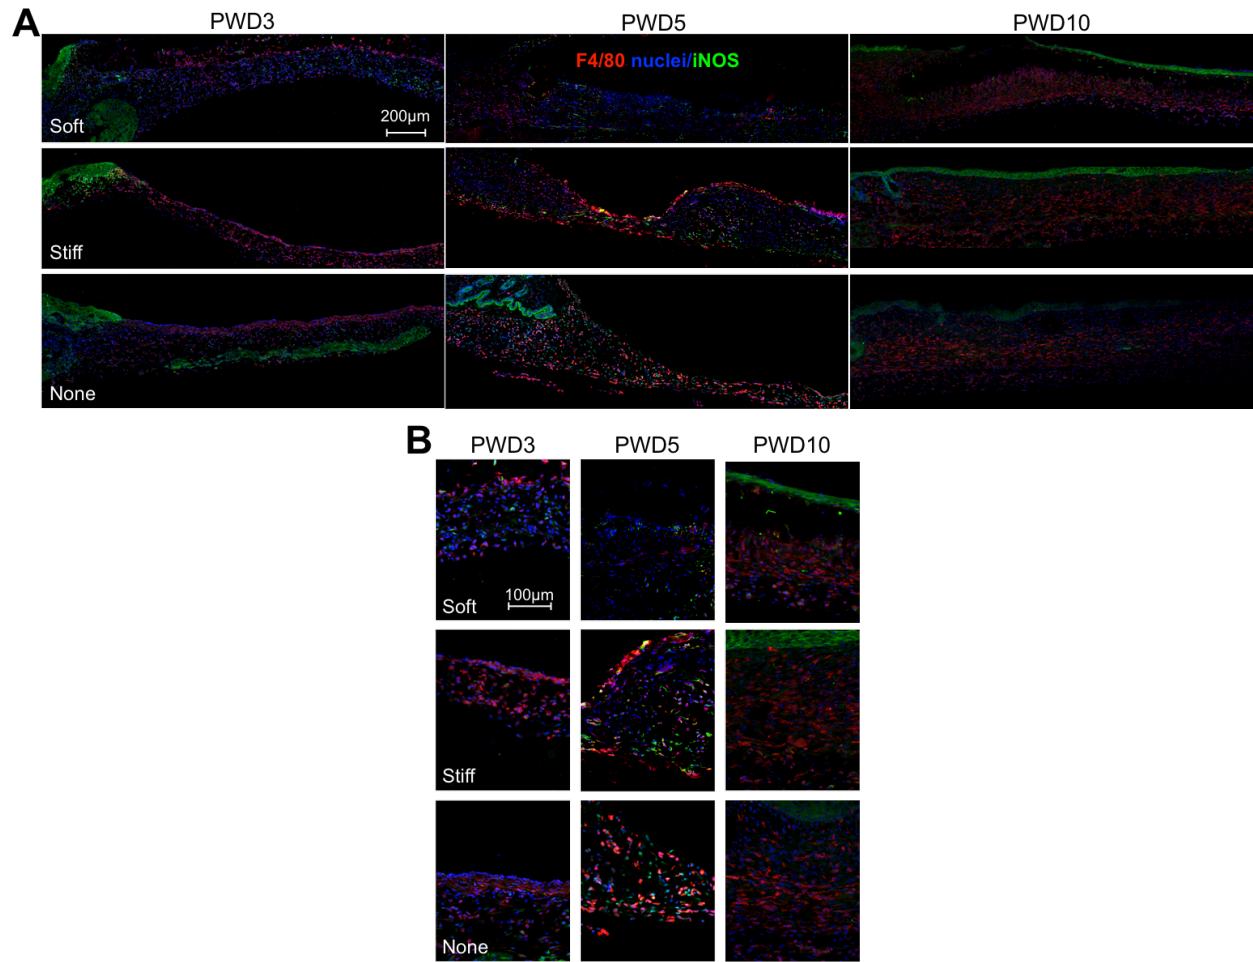 A
PWD3 PWD5 PWD10
F4/80 nuclei/iNOS
200µm
Soft
Stiff
None
B
PWD3 PWD5 PWD10
100µm
Soft
Stiff
None